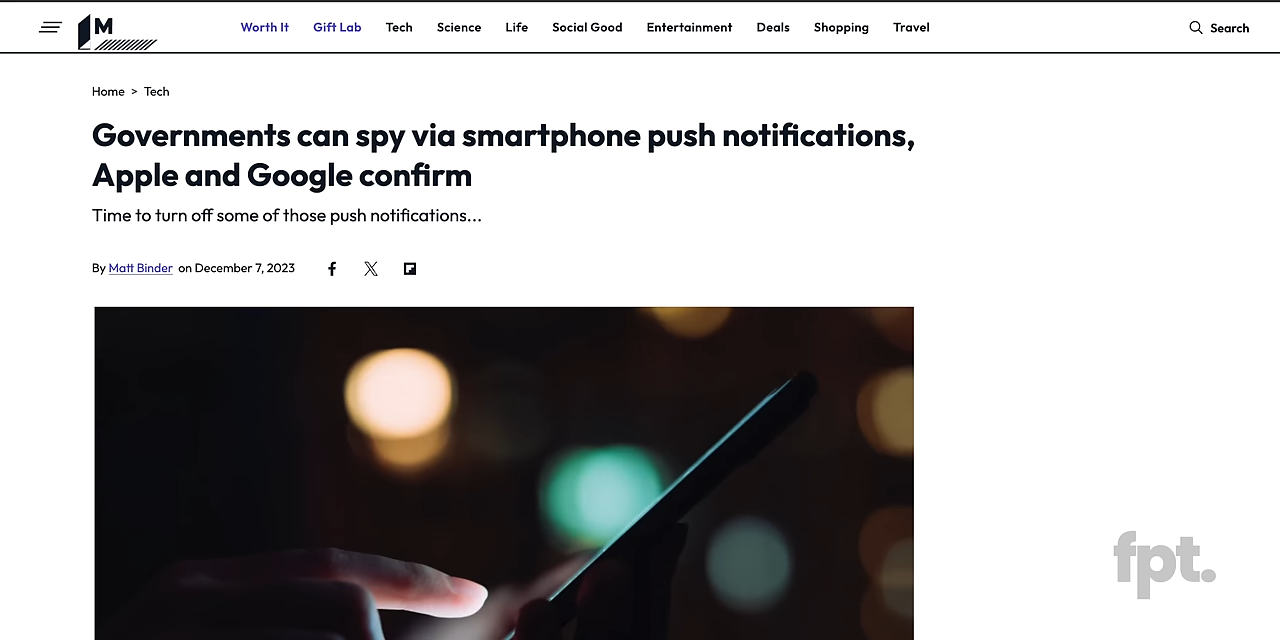 M
Worth It Gift Lab Tech Science Life Social Good Entertainment Deals Shopping Travel Search
Home > Tech
Governments can spy via smartphone push notifications,
Apple and Google confirm
Time to turn off some of those push notifications...
By Matt Binder on December 7, 2023
fpt.